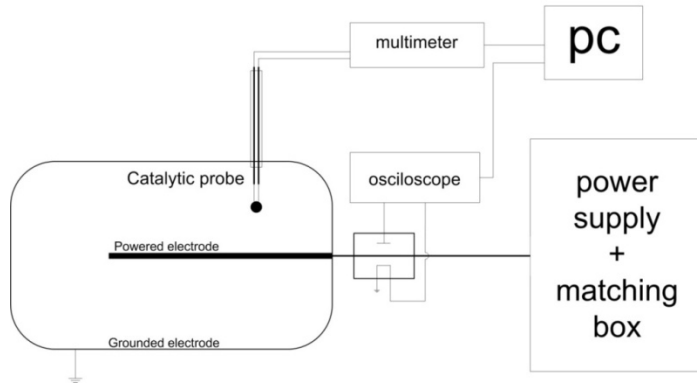 multimeter
pc
Catalytic probe
osciloscope
Powered electrode
Grounded electrode
power
supply
+
matching
box